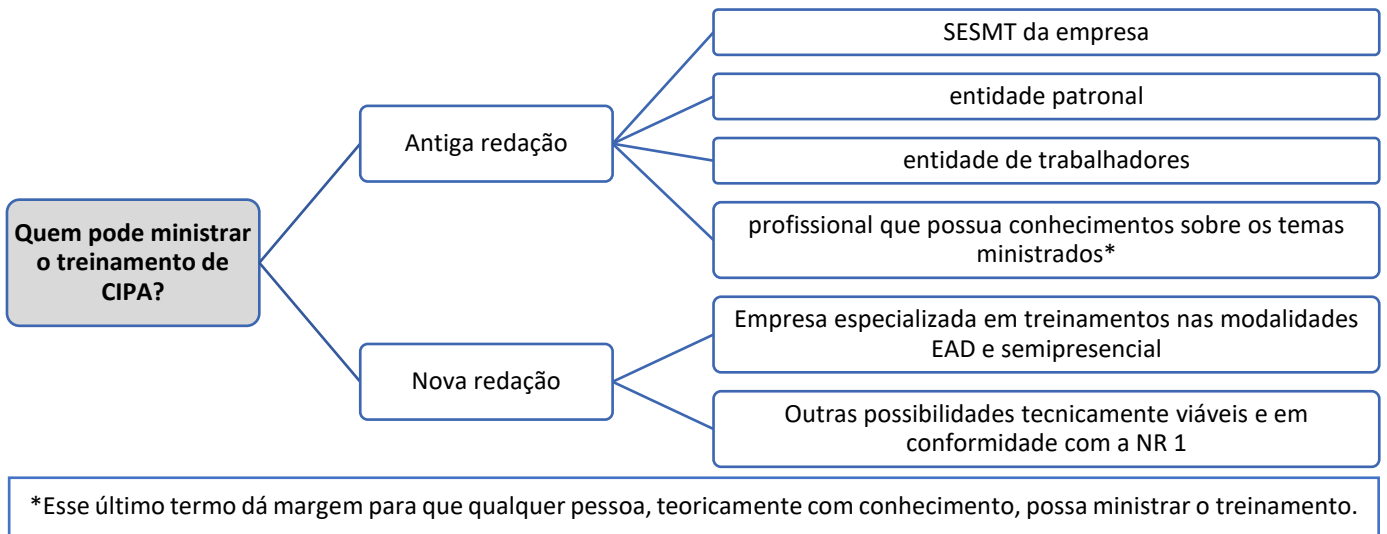 Quem pode ministrar
o treinamento de
CIPA?
Antiga redação
SESMT da empresa
entidade patronal
entidade de trabalhadores
profissional que possua conhecimentos sobre os temas
ministrados*
Nova redação
Empresa especializada em treinamentos nas modalidades
EAD e semipresencial
Outras possibilidades tecnicamente viáveis e em
conformidade com a NR 1
*Esse último termo dá margem para que qualquer pessoa, teoricamente com conhecimento, possa ministrar o treinamento.